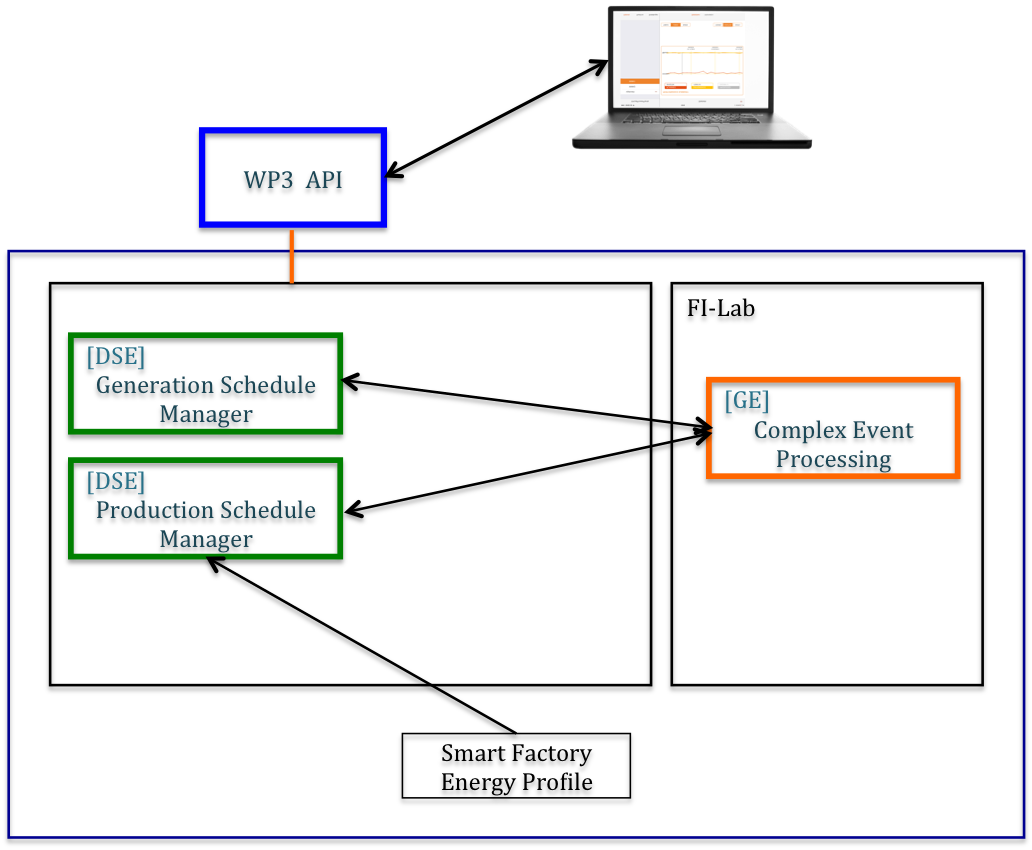 WP3 API
FI-Lab
[DSE]
Generation Schedule
Manager
[GE]
Complex Event
Processing
[DSE]
Production Schedule
Manager
Smart Factory
Energy Profile